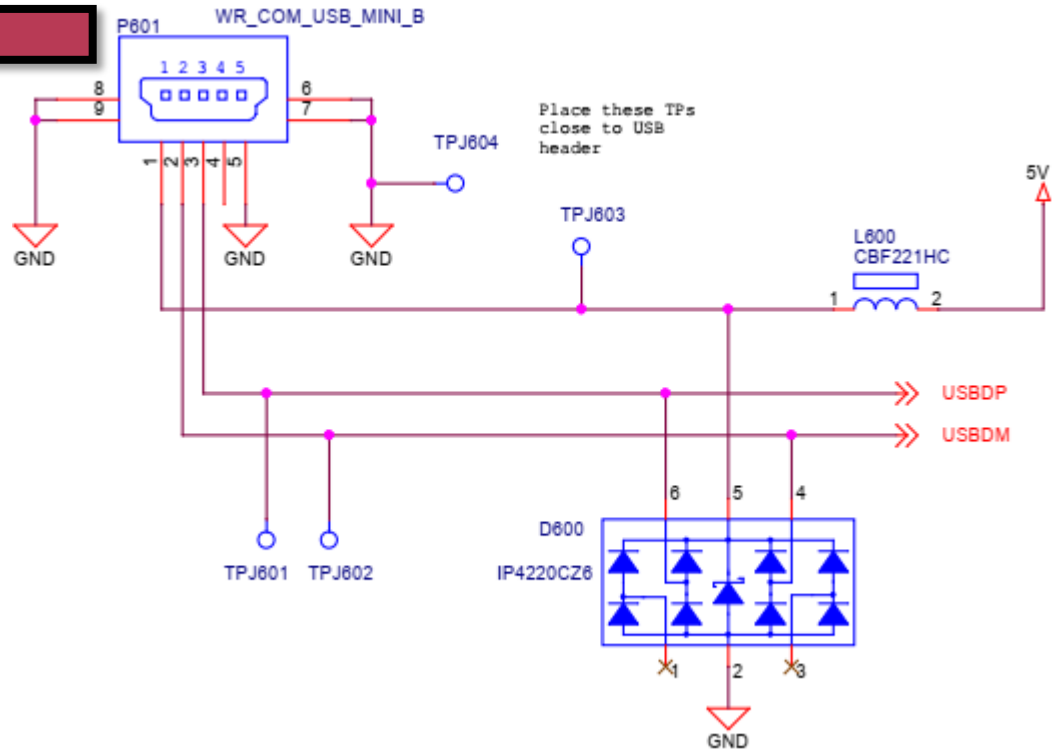 WR_COM_USB_MINI_B
P601
1 2 3 4 5
8
9
6
7
1
2
3
4
5
Place these TPs
close to USB
header
TPJ604
5V
TPJ603
L600
CBF221HC
GND
GND
GND
1
2
USBDP
USBDM
6
5
4
D600
IP4220CZ6
TPJ601
TPJ602
1
2
3
GND